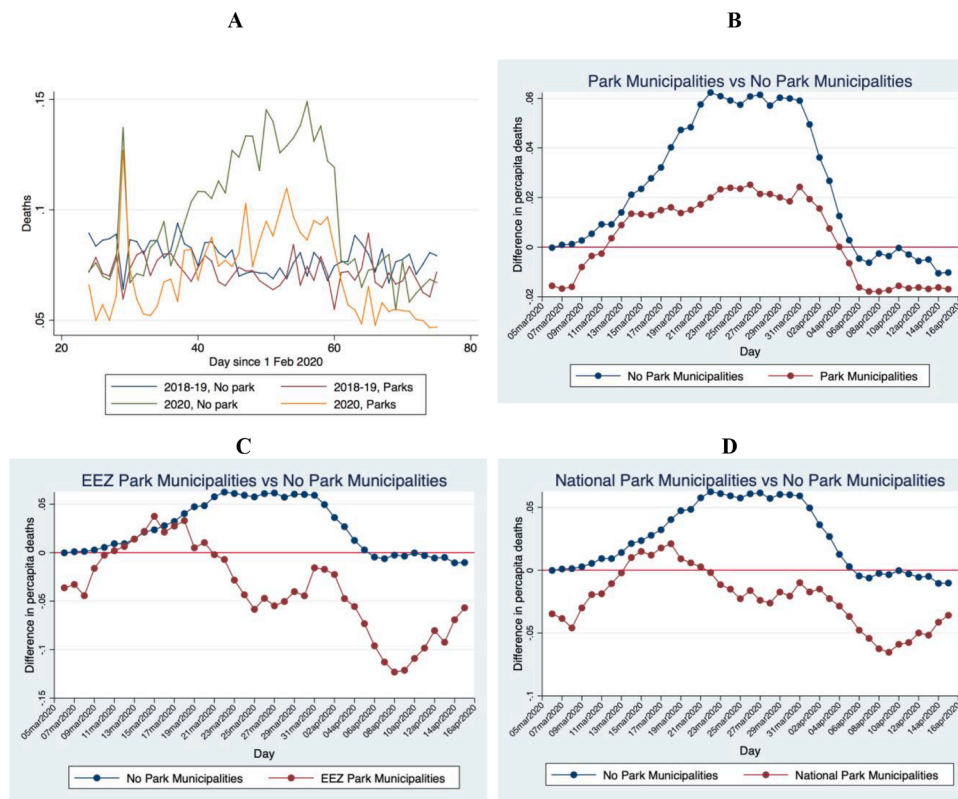 A
B
.15
.1
.05
Deaths
20
40
60
80
Day since 1 Feb 2020
2018-19, No park
2018-19, Parks
2020, No park
2020, Parks
Park Municipalities vs No Park Municipalities
.06
.04
.02
0
-.02
Difference in percapita deaths
05mar2020
07mar2020
09mar2020
11mar2020
13mar2020
15mar2020
17mar2020
19mar2020
21mar2020
23mar2020
25mar2020
27mar2020
29mar2020
31mar2020
02apr2020
04apr2020
06apr2020
08apr2020
10apr2020
12apr2020
14apr2020
16apr2020
Day
No Park Municipalities
Park Municipalities
C
D
EEZ Park Municipalities vs No Park Municipalities
.05
0
-.05
-.1
-.15
Difference in percapita deaths
05mar2020
07mar2020
09mar2020
11mar2020
13mar2020
15mar2020
17mar2020
19mar2020
21mar2020
23mar2020
25mar2020
27mar2020
29mar2020
31mar2020
02apr2020
04apr2020
06apr2020
08apr2020
10apr2020
12apr2020
14apr2020
16apr2020
Day
No Park Municipalities
EEZ Park Municipalities
National Park Municipalities vs No Park Municipalities
.05
0
-.05
-.1
Difference in percapita deaths
05mar2020
07mar2020
09mar2020
11mar2020
13mar2020
15mar2020
17mar2020
19mar2020
21mar2020
23mar2020
25mar2020
27mar2020
29mar2020
31mar2020
02apr2020
04apr2020
06apr2020
08apr2020
10apr2020
12apr2020
14apr2020
16apr2020
Day
No Park Municipalities
National Park Municipalities